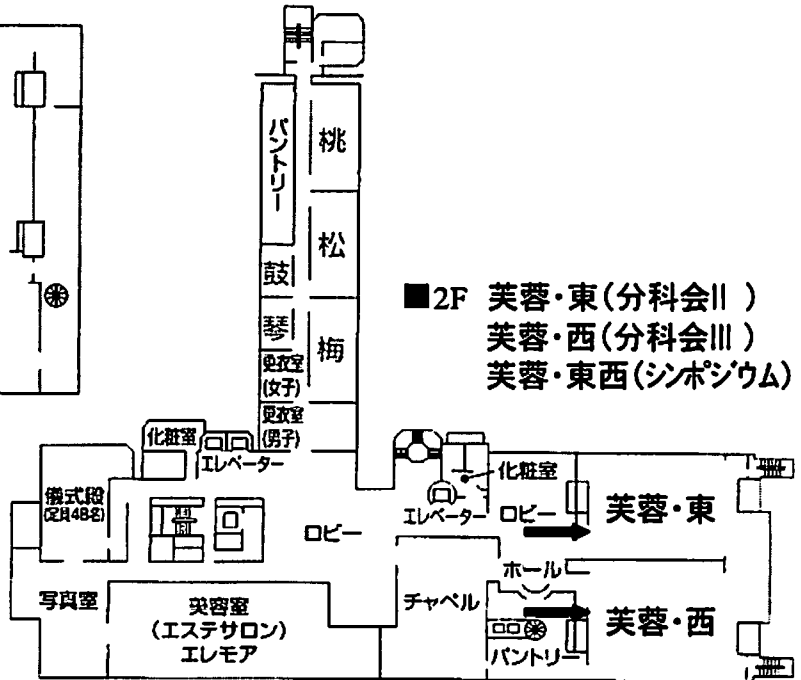 パントリー
桃
松
鼓
琴
梅
更衣室
(女子)
更衣室
(男子)
■2F 芙蓉・東(分科会Ⅱ )
芙蓉・西(分科会Ⅲ )
芙蓉・東西(シンポジウム)
化粧室
エレベーター
儀式殿
(定員48名)
ロビー
エレベーター
化粧室
ロビー
芙蓉・東
ホール
写真室
美容室
(エステサロン)
エレモア
チャペル
芙蓉・西
パントリー